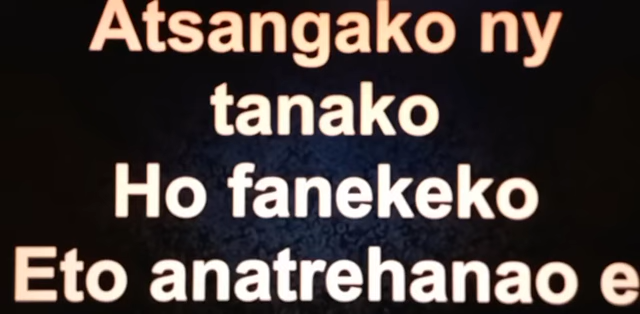 Atsangako ny
tanako
Ho fanekeko
Eto anatrehanao e